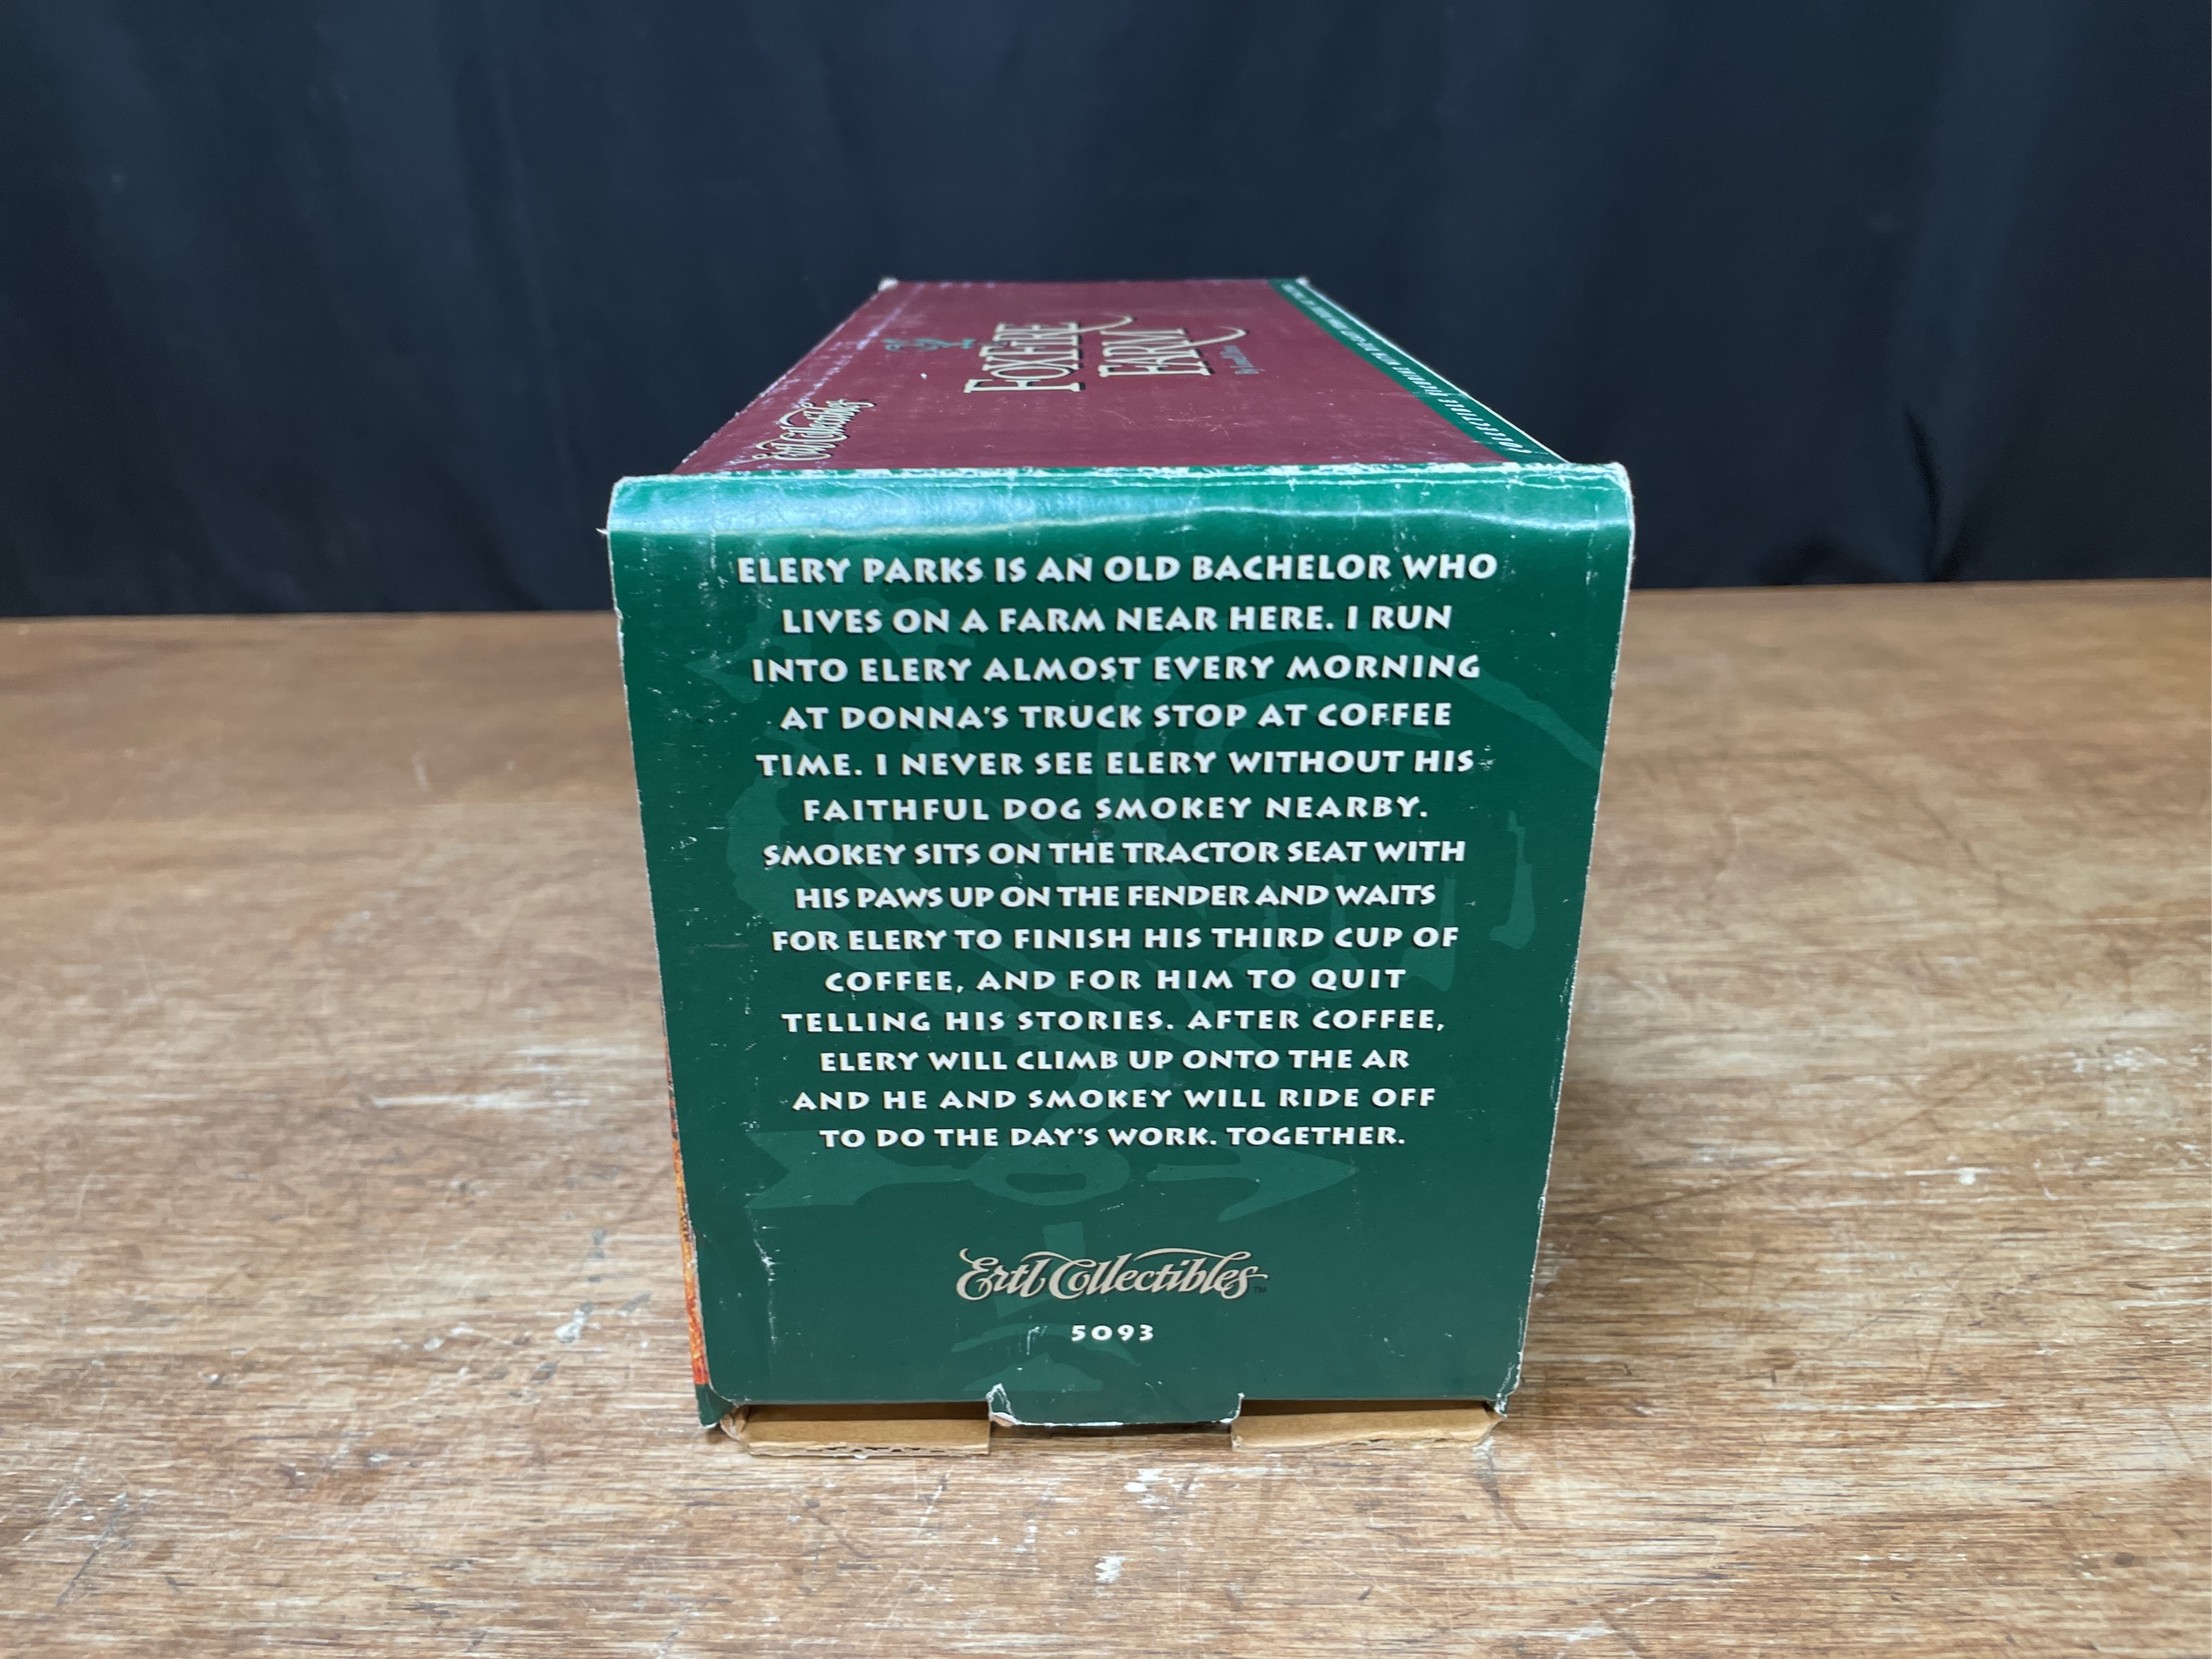 Ertl Collectibles
FOXFIRE
FARM
ELERY PARKS IS AN OLD BACHELOR WHO
LIVES ON A FARM NEAR HERE. I RUN
INTO ELERY ALMOST EVERY MORNING
AT DONNA'S TRUCK STOP AT COFFEE
TIME. I NEVER SEE ELERY WITHOUT HIS
FAITHFUL DOG SMOKEY NEARBY.
SMOKEY SITS ON THE TRACTOR SEAT WITH
HIS PAWS UP ON THE FENDER AND WAITS
FOR ELERY TO FINISH HIS THIRD CUP OF
COFFEE, AND FOR HIM TO QUIT
TELLING HIS STORIES. AFTER COFFEE,
ELERY WILL CLIMB UP ONTO THE AR
AND HE AND SMOKEY WILL RIDE OFF
TO DO THE DAY'S WORK. TOGETHER.
Ertl Collectibles™
5093